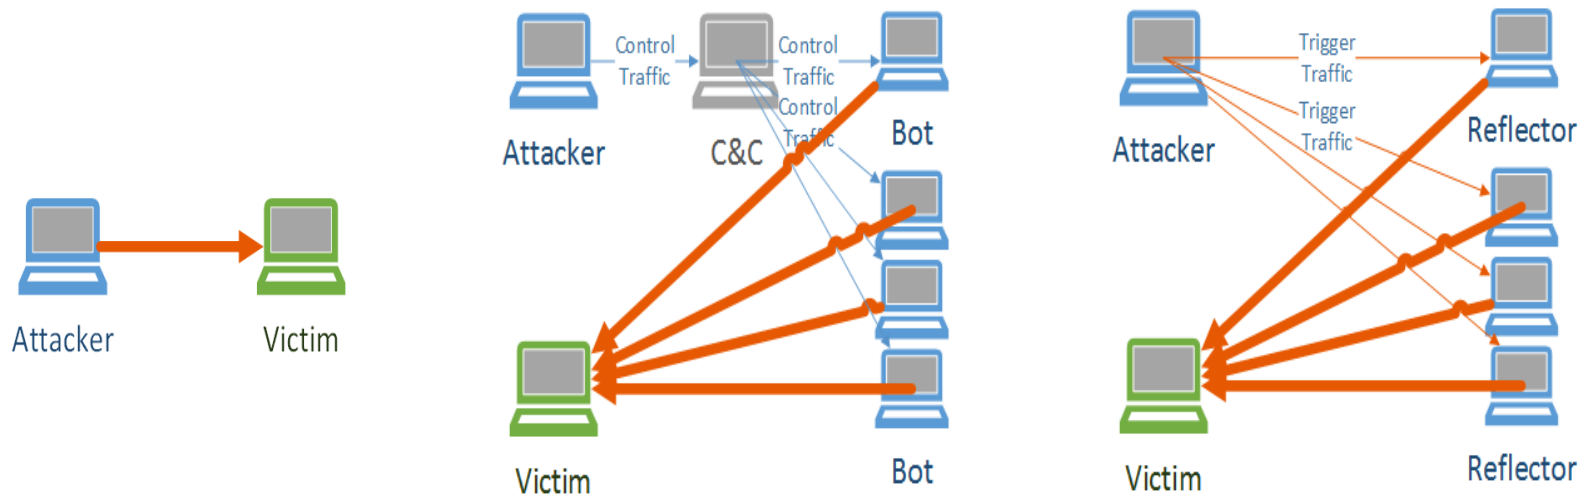 Attacker
Victim
Control
Traffic
Control
Traffic
Control
Traffic
Attacker
C&C
Bot
Victim
Bot
Trigger
Traffic
Trigger
Traffic
Attacker
Reflector
Victim
Reflector